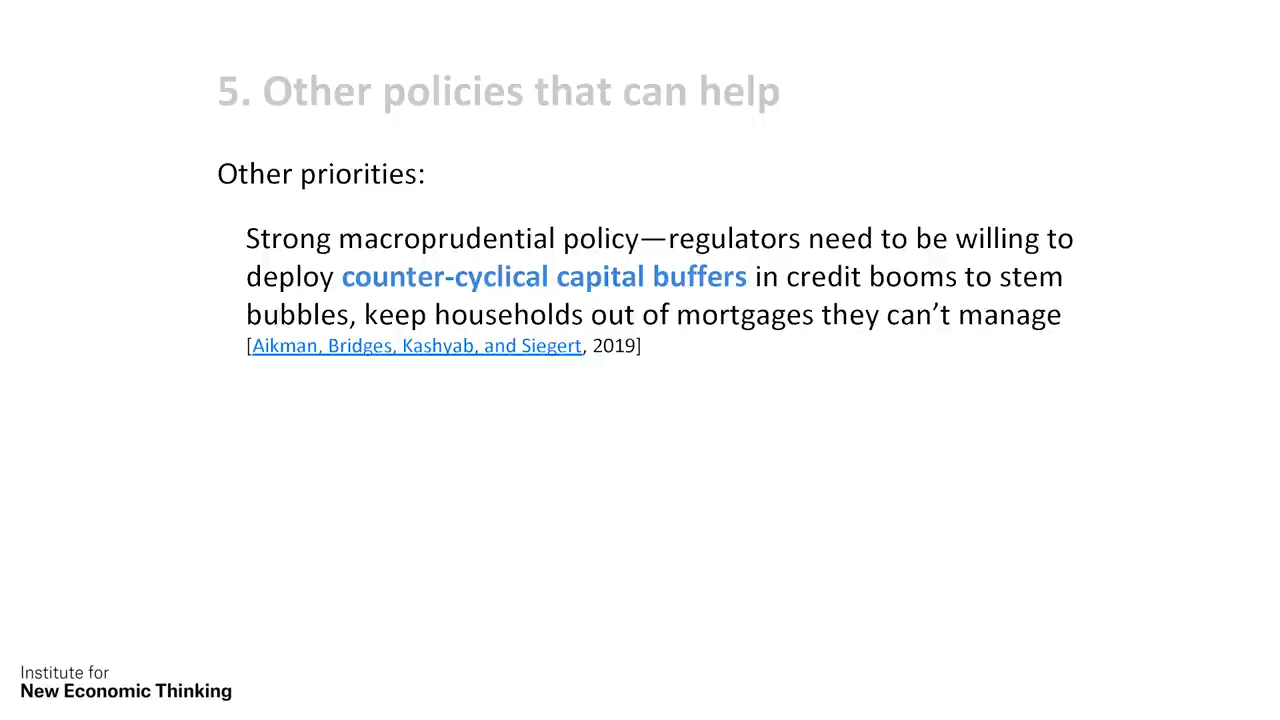 5. Other policies that can help
Other priorities:
Strong macroprudential policy—regulators need to be willing to
deploy counter-cyclical capital buffers in credit booms to stem
bubbles, keep households out of mortgages they can’t manage
[Aikman, Bridges, Kashyab, and Siegert, 2019]
Institute for
New Economic Thinking